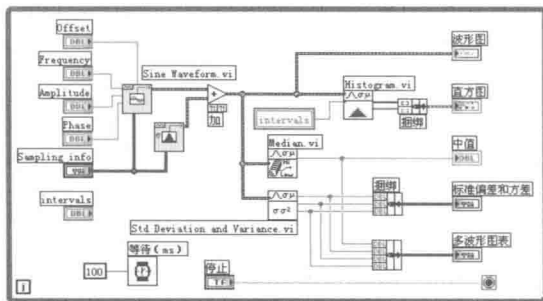 Offset
DBL
波形图
Frequency
DBL
Sine Waveform.vi
Amplitude
DBL
Histogram.vi
直方图
Phase
DBL
加
intervals
捆绑
Sampling info
Median.vi
中值
DBL
intervals
DBL
捆绑
标准偏差和方差
Std Deviation and Variance.vi
等待(ms)
多波形图表
100
停止
TF
i